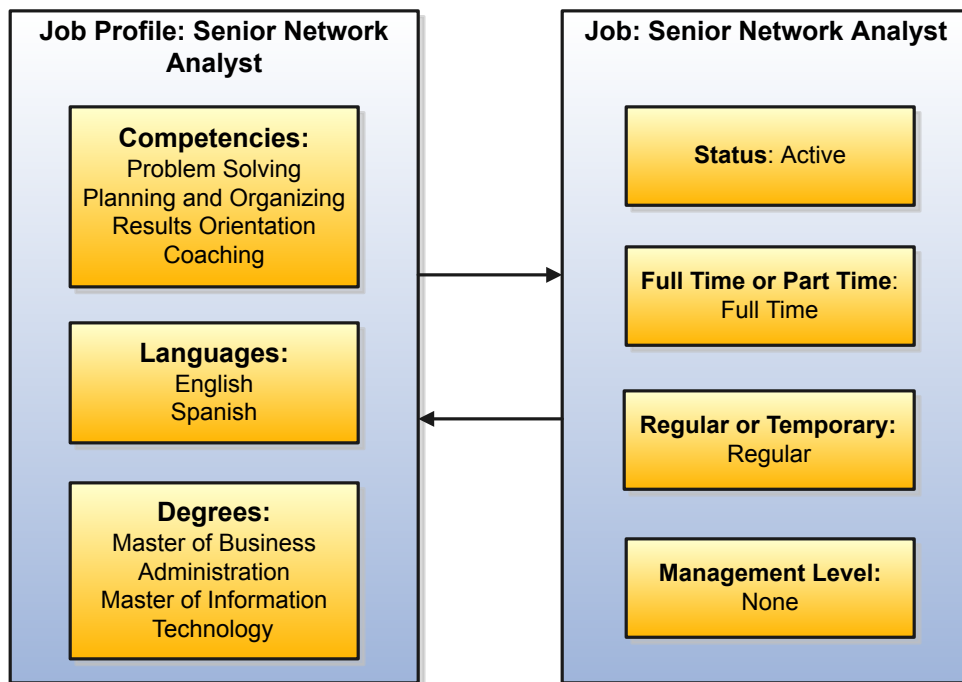 Job Profile: Senior Network
Analyst
Competencies:
Problem Solving
Planning and Organizing
Results Orientation
Coaching
Languages:
English
Spanish
Degrees:
Master of Business
Administration
Master of Information
Technology
Job: Senior Network Analyst
Status: Active
Full Time or Part Time:
Full Time
Regular or Temporary:
Regular
Management Level:
None